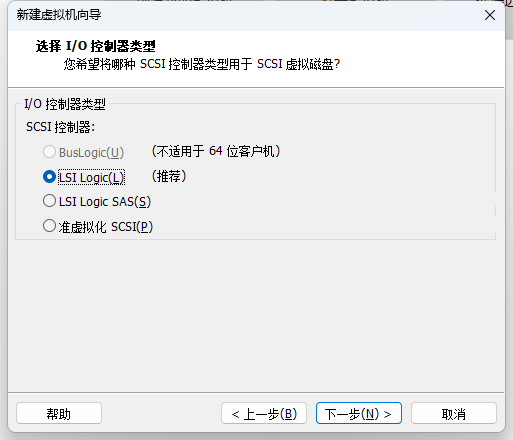 新建虚拟机向导
选择 I/O 控制器类型
您希望将哪种 SCSI 控制器类型用于 SCSI 虚拟磁盘?
I/O 控制器类型
SCSI 控制器:
BusLogic(U) (不适用于 64 位客户机)
LSI Logic(L) (推荐)
LSI Logic SAS(S)
准虚拟化 SCSI(P)
帮助 < 上一步(B) 下一步(N) > 取消